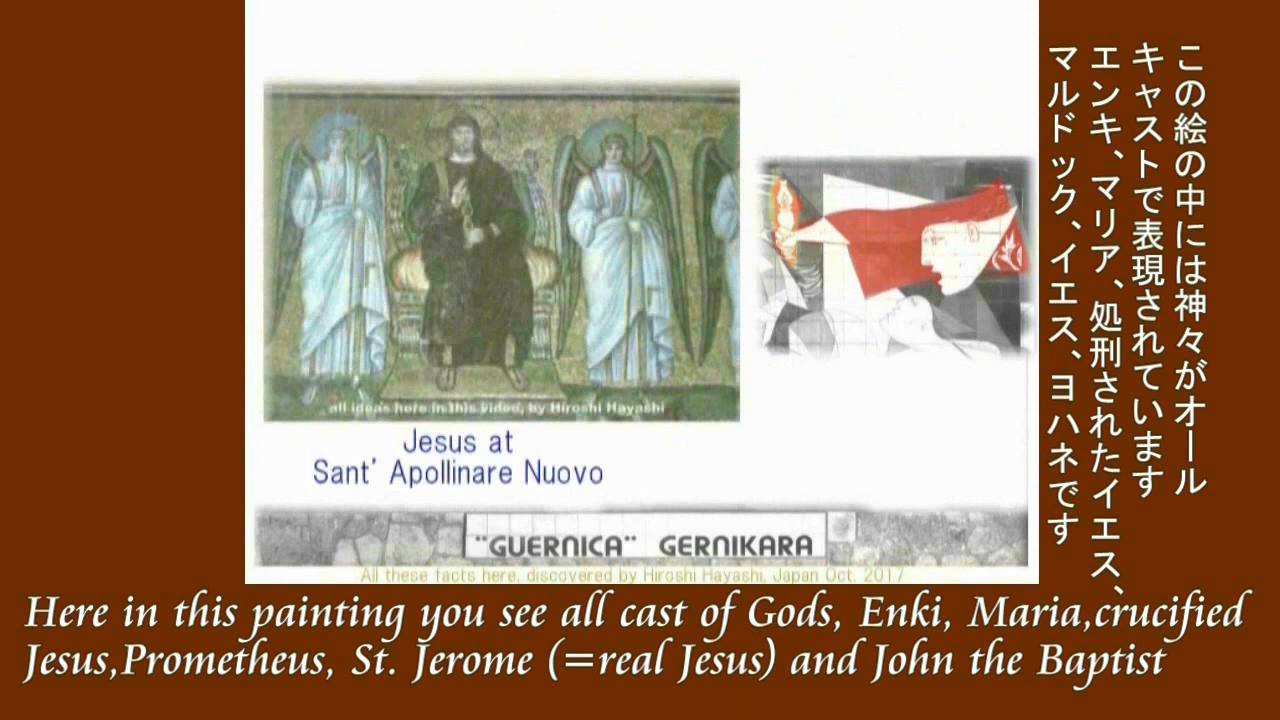 この絵の中には神々がオール
キャストで表現されています
エンキ、マリア、処刑されたイエス、
マルドック、イエス、ヨハネです
all ideas here in this video, by Hiroshi Hayashi
Jesus at
Sant' Apollinare Nuovo
"GUERNICA" GERNIKARA
All these facts here, discovered by Hiroshi Hayashi, Japan Oct. 2017
Here in this painting you see all cast of Gods, Enki, Maria,crucified
Jesus,Prometheus, St. Jerome (=real Jesus) and John the Baptist